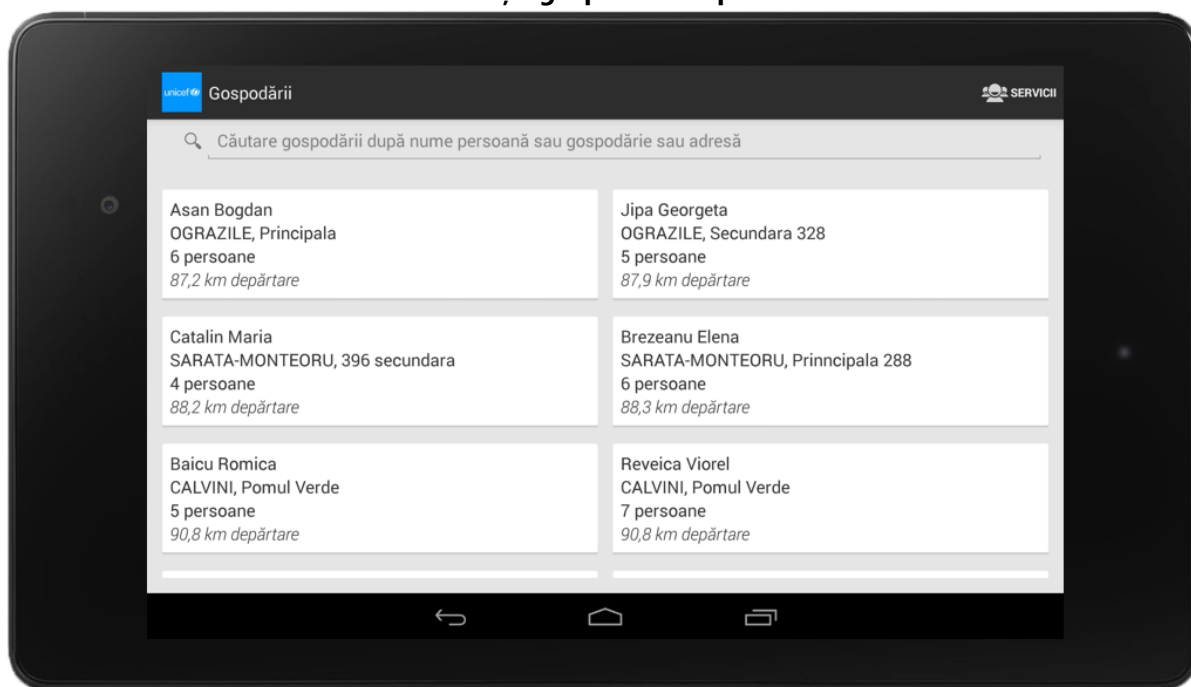 unicef
Gospodării
SERVICII
Căutare gospodării după nume persoană sau gospodărie sau adresă
Asan Bogdan
OGRAZILE, Principala
6 persoane
87,2 km depărtare
Jipa Georgeta
OGRAZILE, Secundara 328
5 persoane
87,9 km depărtare
Catalin Maria
SARATA-MONTEORU, 396 secundara
4 persoane
88,2 km depărtare
Brezeanu Elena
SARATA-MONTEORU, Prinncipala 288
6 persoane
88,3 km depărtare
Baicu Romica
CALVINI, Pomul Verde
5 persoane
90,8 km depărtare
Reveica Viorel
CALVINI, Pomul Verde
7 persoane
90,8 km depărtare